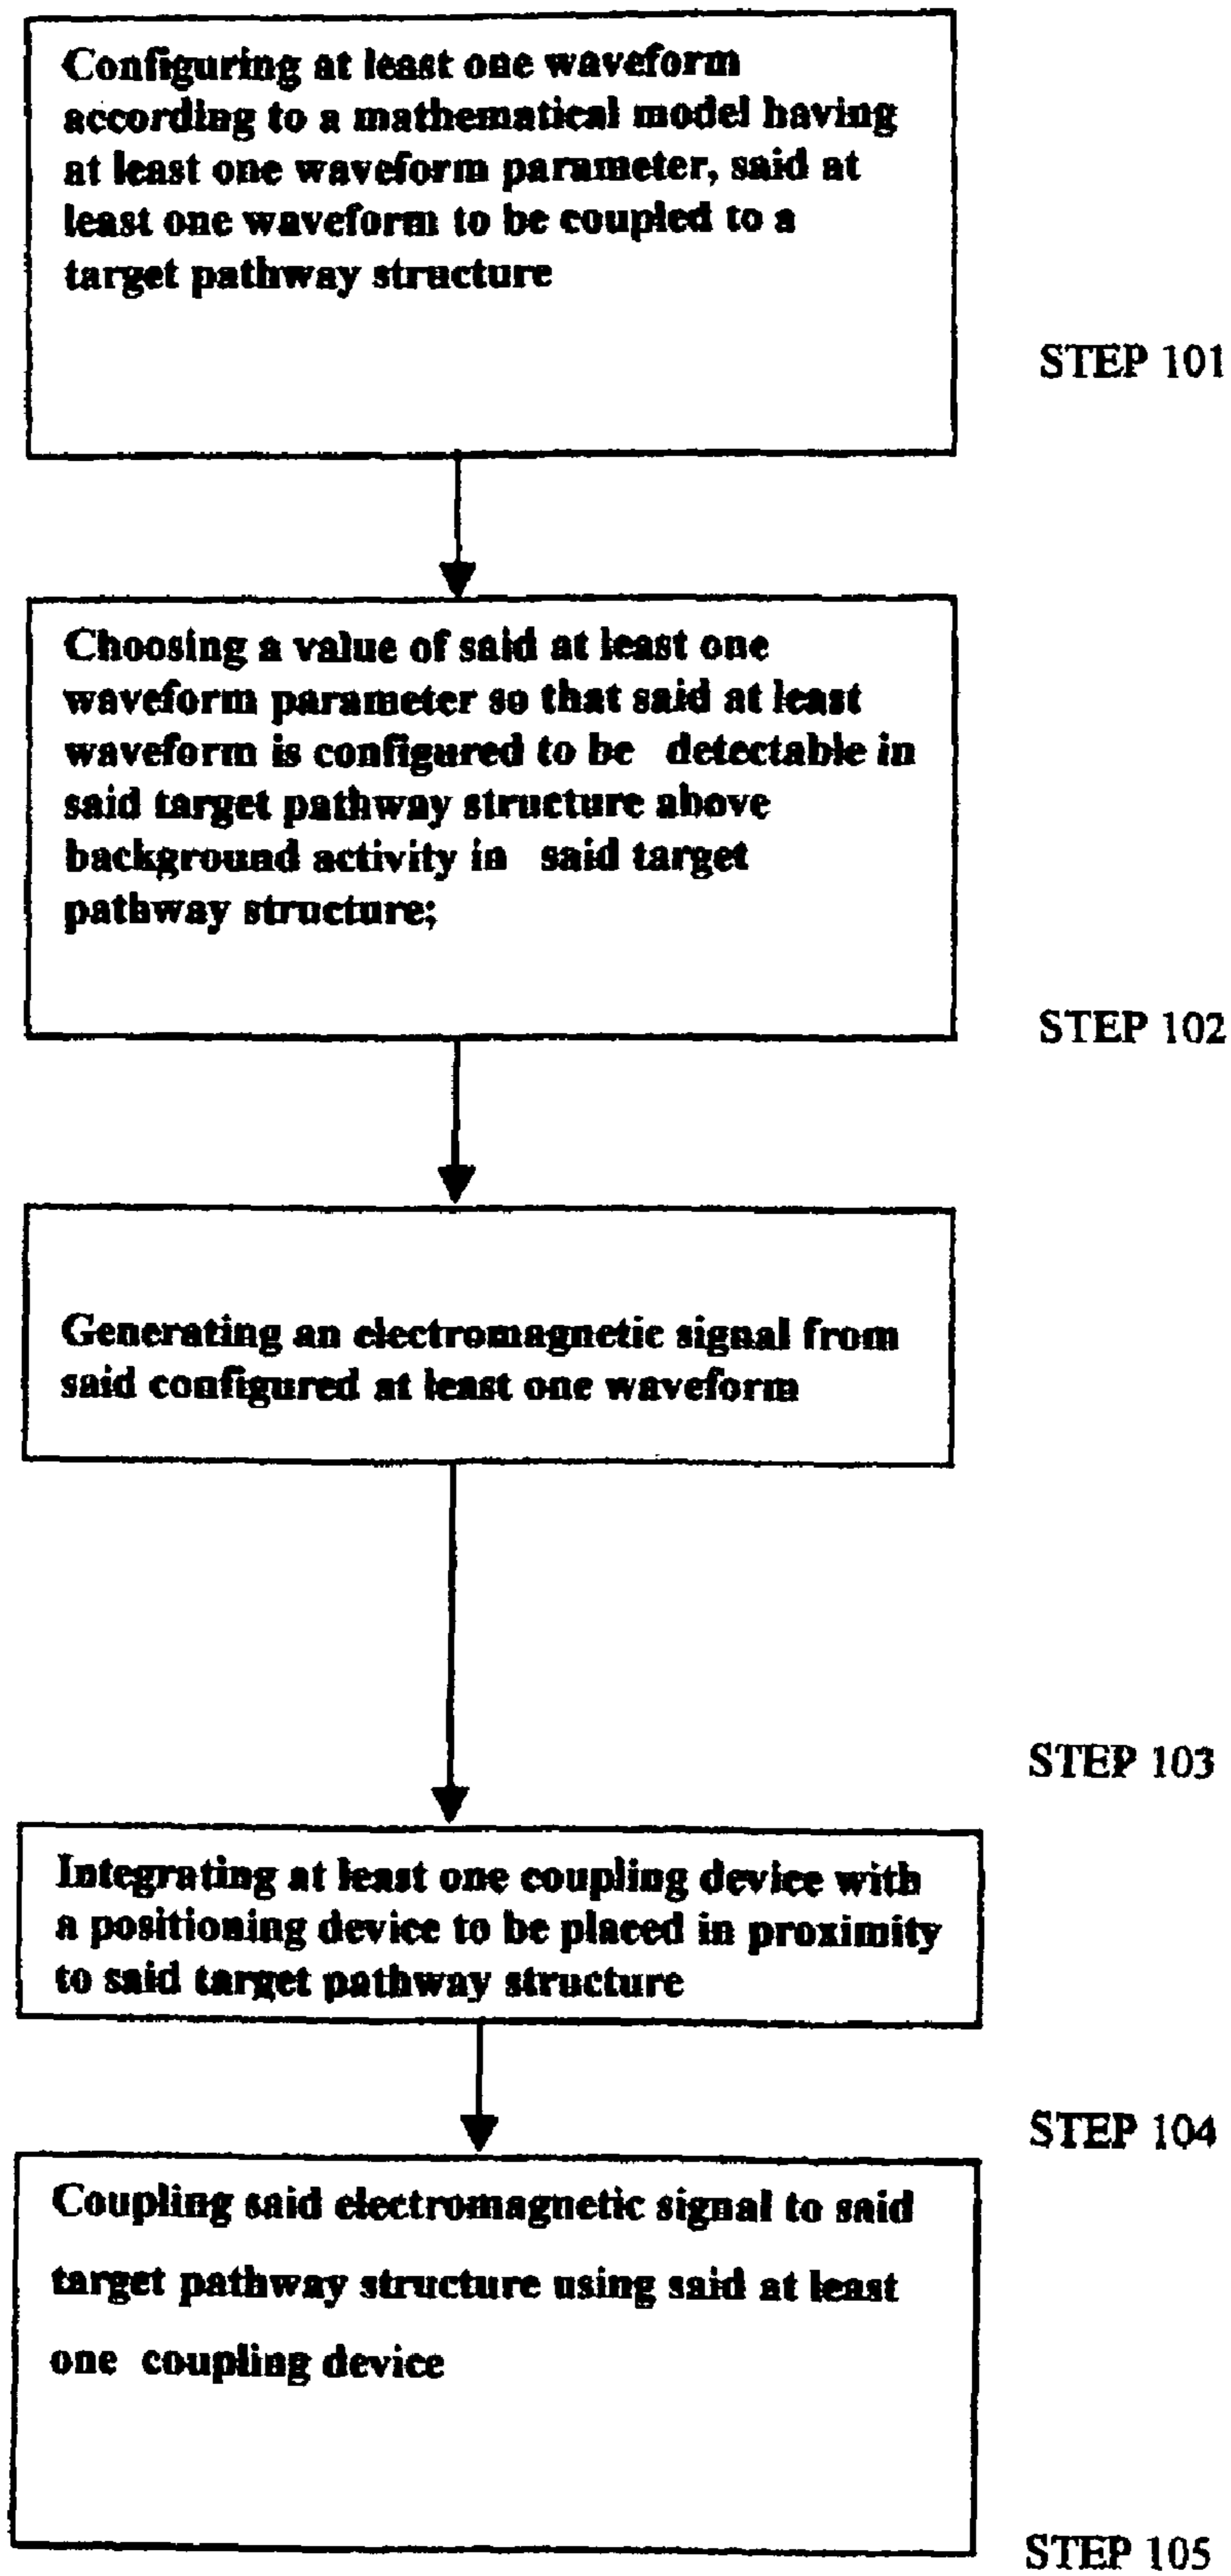 Configuring at least one waveform
according to a mathematical model having
at least one waveform parameter, said at
least one waveform to be coupled to a
target pathway structure
STEP 101
Choosing a value of said at least one
waveform parameter so that said at least
waveform is configured to be detectable in
said target pathway structure above
background activity in said target
pathway structure;
STEP 102
Generating an electromagnetic signal from
said configured at least one waveform
STEP 103
Integrating at least one coupling device with
a positioning device to be placed in proximity
to said target pathway structure
STEP 104
Coupling said electromagnetic signal to said
target pathway structure using said at least
one coupling device
STEP 105